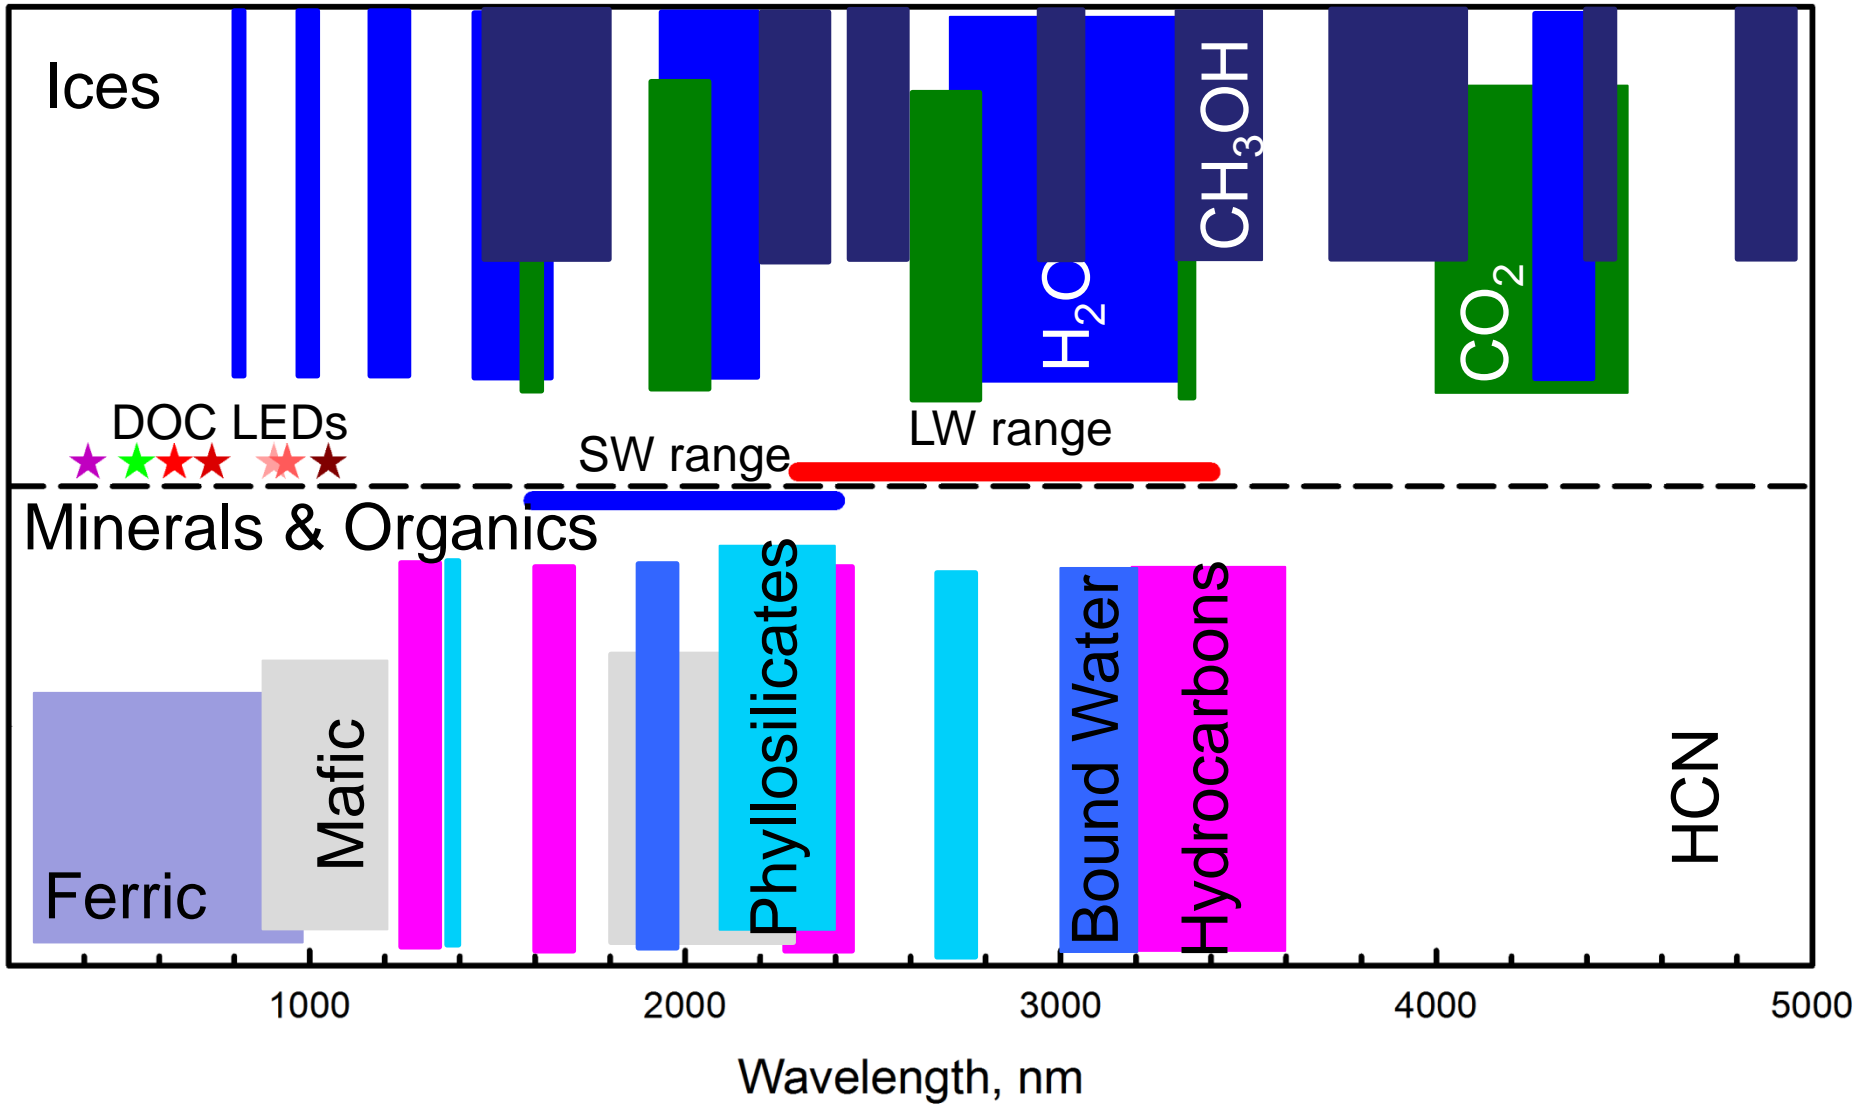 Ices
CH₃OH
H₂O
CO₂
DOC LEDs
SW range
LW range
Minerals & Organics
Ferric
Mafic
Phyllosilicates
Bound Water
Hydrocarbons
HCN
1000 2000 3000 4000 5000
Wavelength, nm